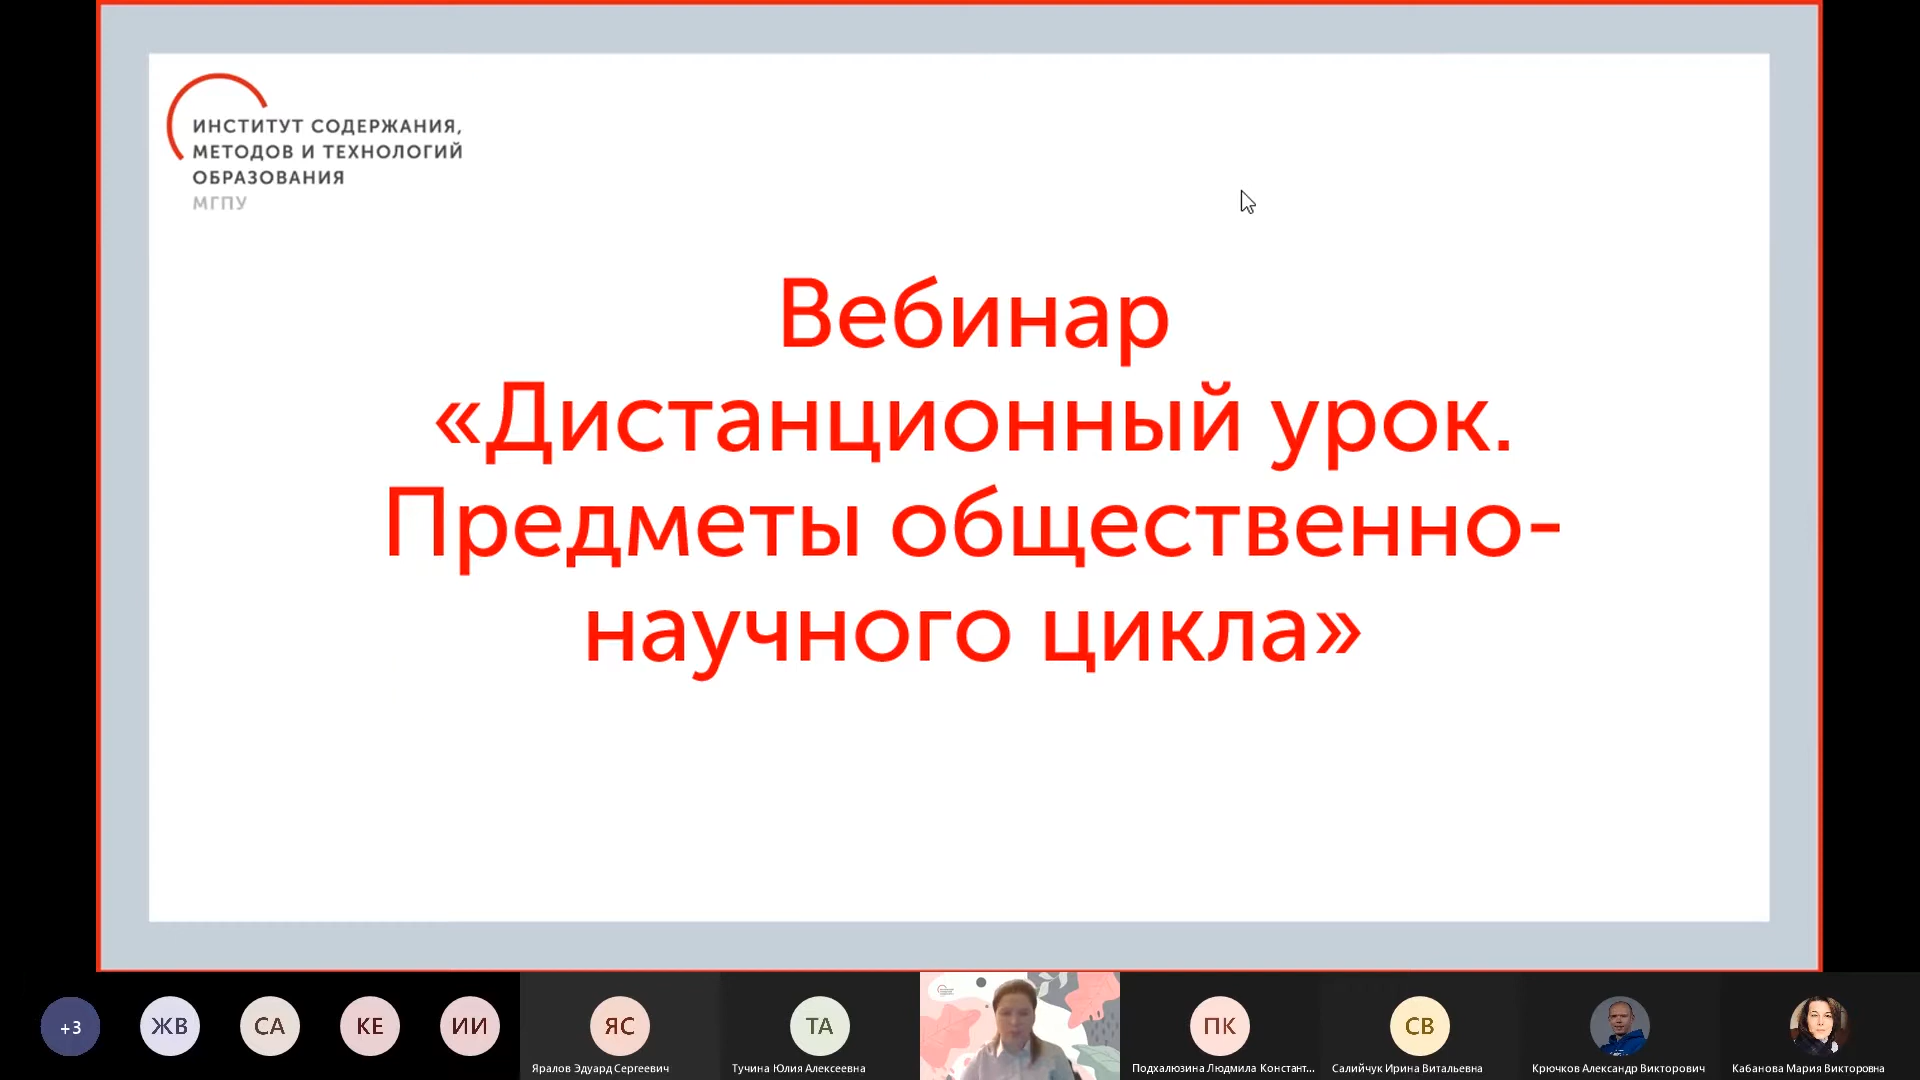 ИНСТИТУТ СОДЕРЖАНИЯ,
МЕТОДОВ И ТЕХНОЛОГИЙ
ОБРАЗОВАНИЯ
МГПУ
Вебинар
«Дистанционный урок.
Предметы общественно-
научного цикла»
+3
ЖВ
СА
КЕ
ИИ
ЯС
ТА
ПК
СВ
Яралов Эдуард Сергеевич
Тучина Юлия Алексеевна
Подхалюзина Людмила Констант...
Салийчук Ирина Витальевна
Крючков Александр Викторович
Кабанова Мария Викторовна